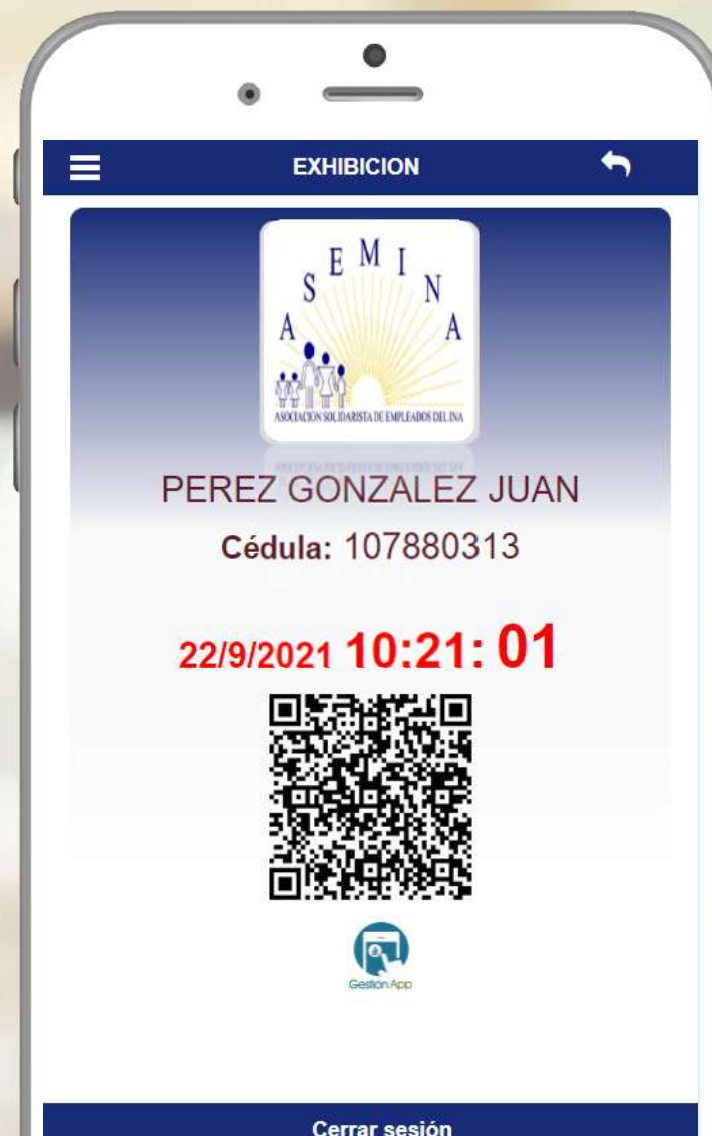 EXHIBICION
ASEMINA
ASOCIACION SOLIDARISTA DE EMPLEADOS DEL INA
PEREZ GONZALEZ JUAN
Cédula: 107880313
22/9/2021 10:21: 01
Gestión App
Cerrar sesión